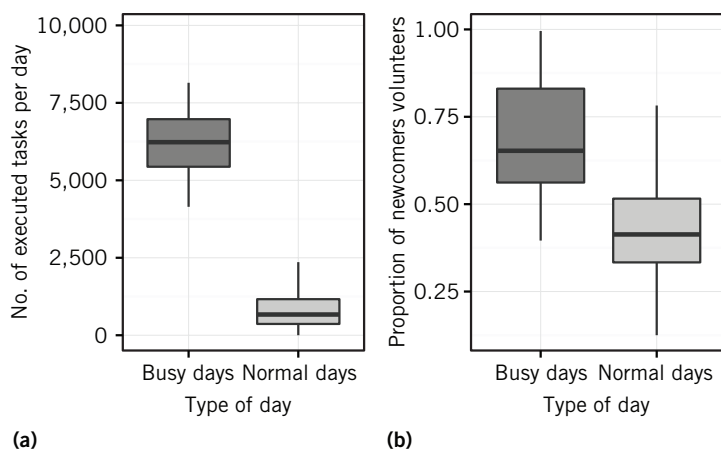 No. of executed tasks per day
10,000
7,500
5,000
2,500
0
Busy days Normal days
Type of day
(a)
Proportion of newcomers volunteers
1.00
0.75
0.50
0.25
Busy days Normal days
Type of day
(b)